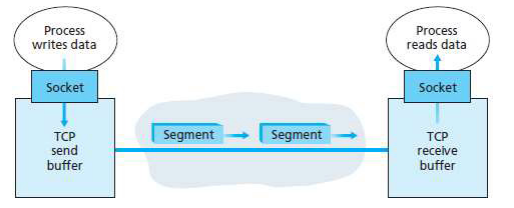 Process
writes data
Process
reads data
Socket
Socket
TCP
send
buffer
Segment
Segment
TCP
receive
buffer